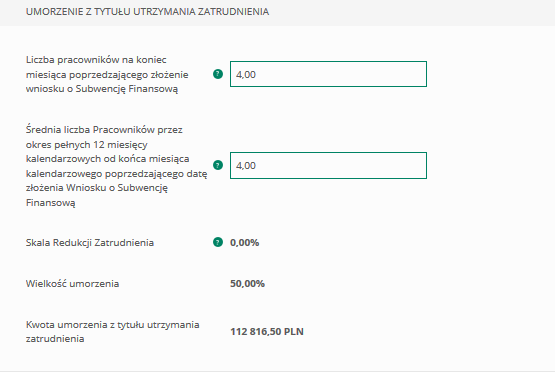 UMORZENIE Z TYTUŁU UTRZYMANIA ZATRUDNIENIA
Liczba pracowników na koniec
miesiąca poprzedzającego złożenie
wniosku o Subwencję Finansową
?
4,00
Średnia liczba Pracowników przez
okres pełnych 12 miesięcy
kalendarzowych od końca miesiąca
kalendarzowego poprzedzającego datę
złożenia Wniosku o Subwencję
Finansową
?
4,00
Skala Redukcji Zatrudnienia
?
0,00%
Wielkość umorzenia
50,00%
Kwota umorzenia z tytułu utrzymania
zatrudnienia
112 816,50 PLN